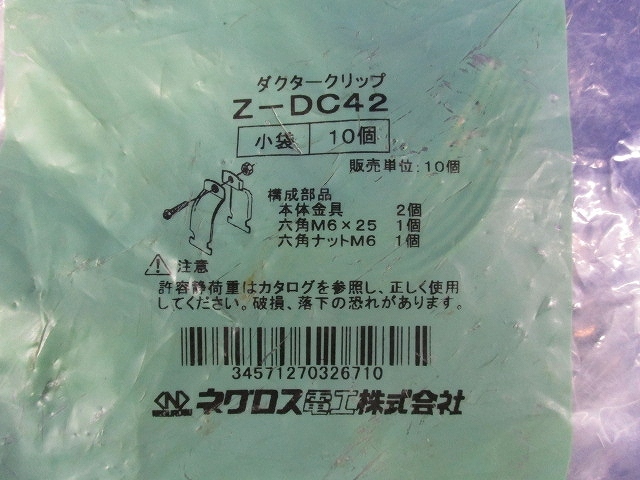 ダクタークリップ
Z-DC42
小袋 10個
販売単位:10個
構成部品
本体金具 2個
六角M6×25 1個
六角ナットM6 1個
注意
許容静荷重はカタログを参照し、正しく使用
してください。破損、落下の恐れがあります。
34571270326710
ネグロス電工株式会社